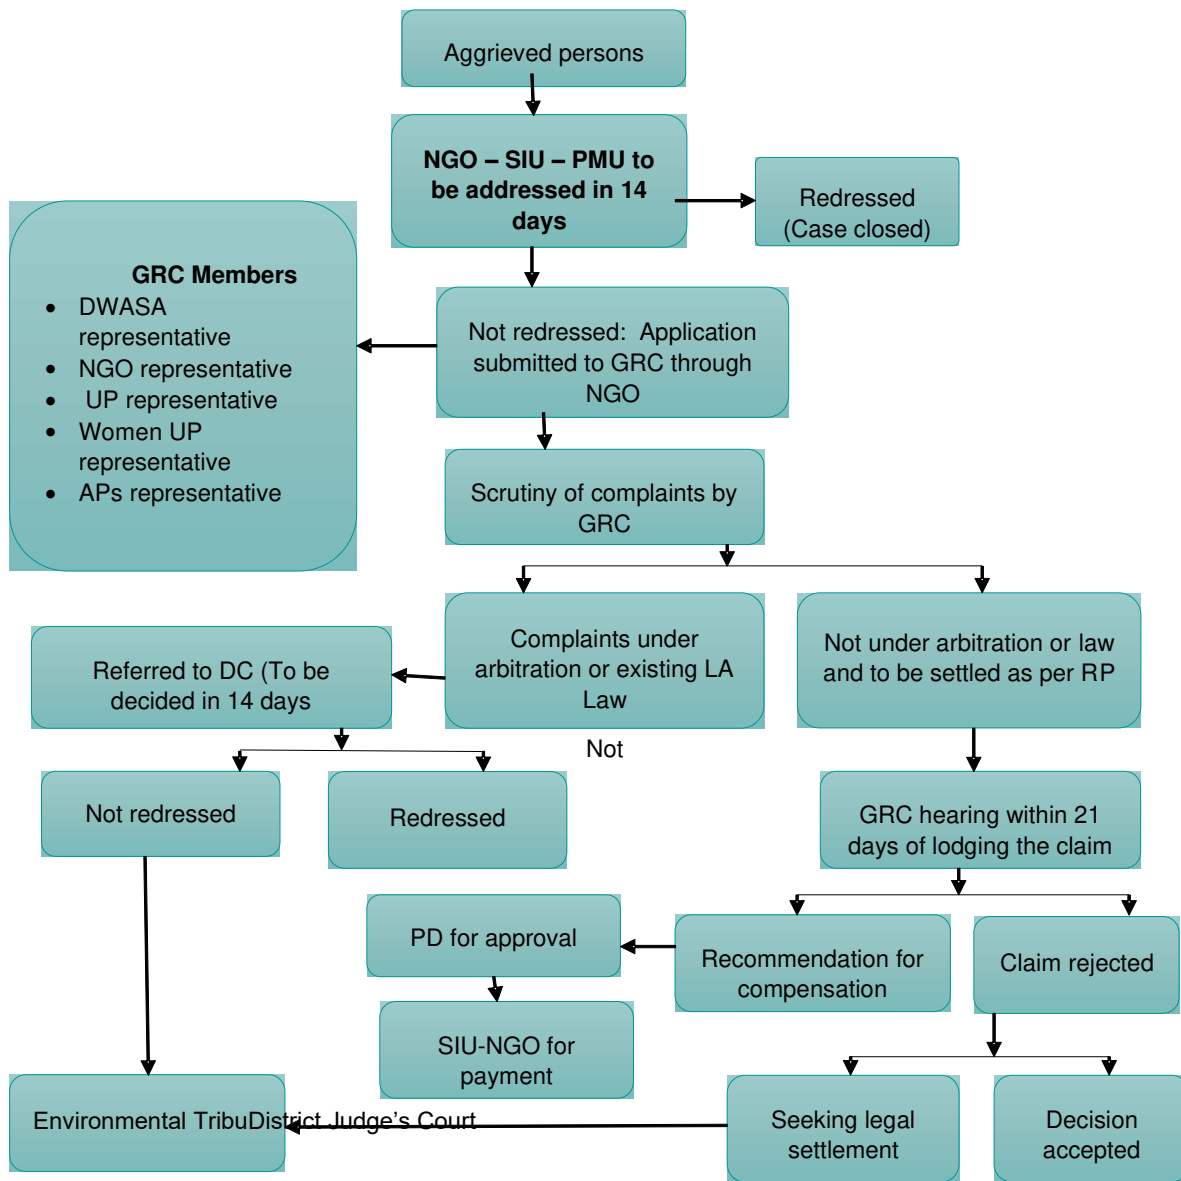 Aggrieved persons
NGO – SIU – PMU to
be addressed in 14
days
Redressed
(Case closed)
GRC Members
• DWASA
representative
• NGO representative
• UP representative
• Women UP
representative
• APs representative
Not redressed: Application
submitted to GRC through
NGO
Scrutiny of complaints by
GRC
Complaints under
arbitration or existing LA
Law
Not under arbitration or law
and to be settled as per RP
Referred to DC (To be
decided in 14 days
Not
Not redressed
Redressed
GRC hearing within 21
days of lodging the claim
PD for approval
Recommendation for
compensation
Claim rejected
SIU-NGO for
payment
Environmental TribuDistrict Judge’s Court
Seeking legal
settlement
Decision
accepted